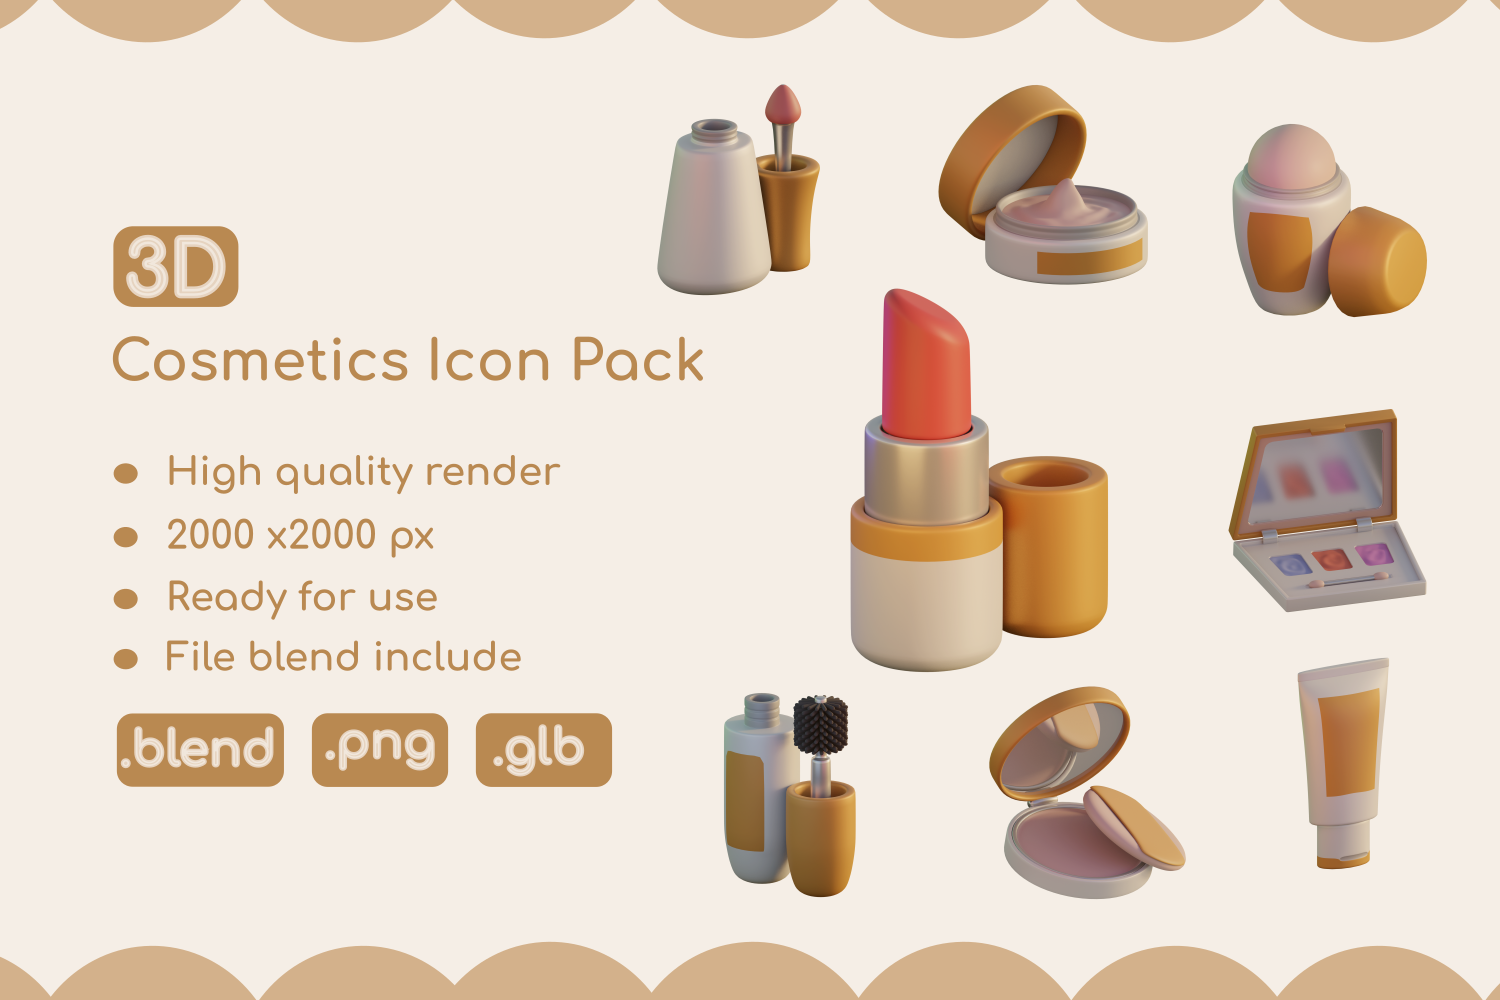 3D
Cosmetics Icon Pack
High quality render
2000 x2000 px
Ready for use
File blend include
.blend .png .glb